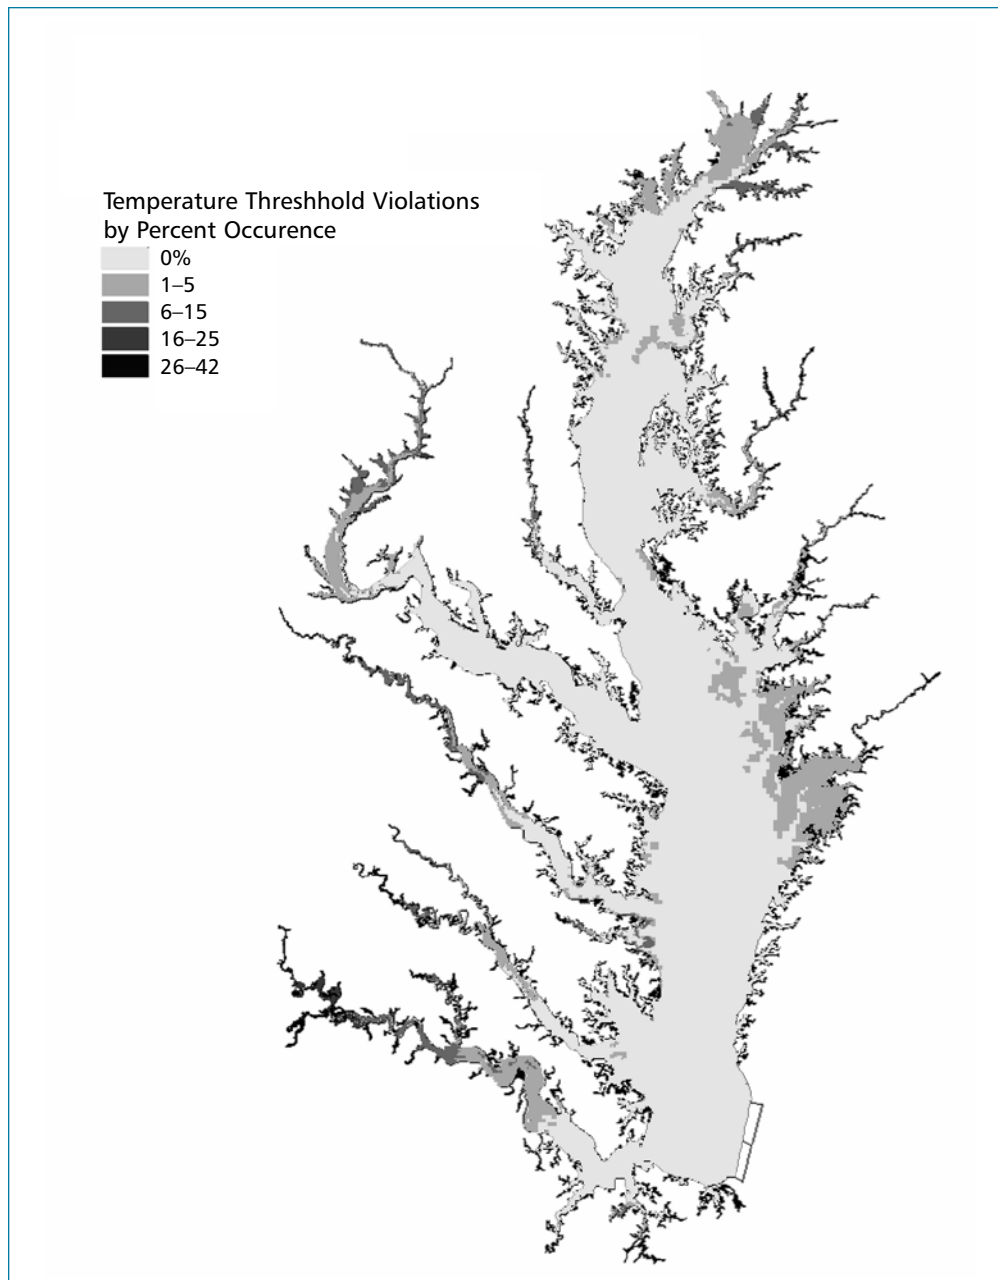 Temperature Threshhold Violations
by Percent Occurence
0%
1–5
6–15
16–25
26–42